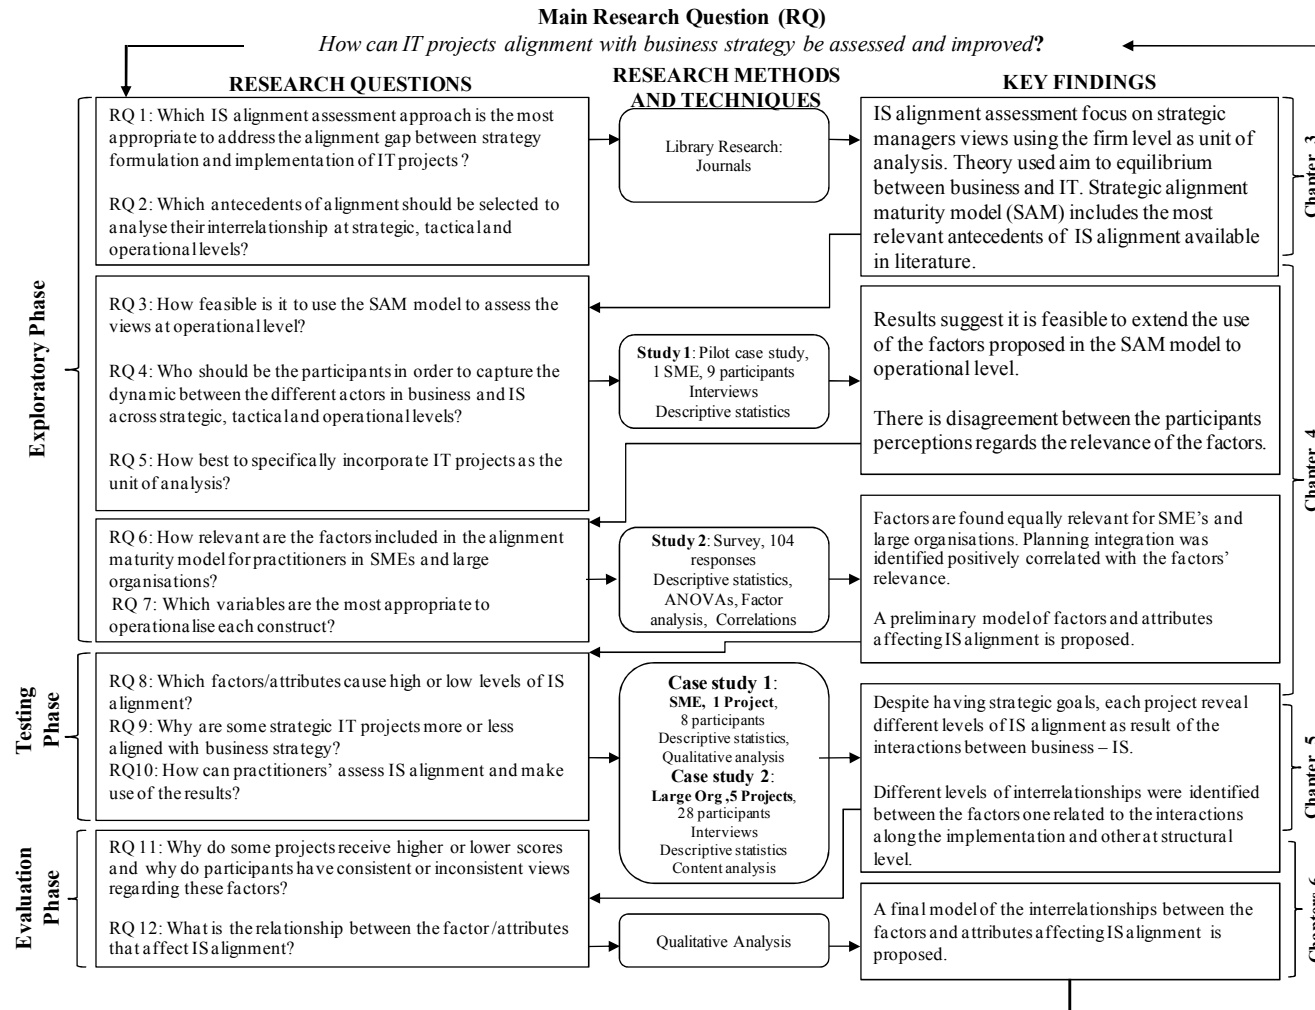 Main Research Question (RQ)
How can IT projects alignment with business strategy be assessed and improved?
RESEARCH QUESTIONS
RESEARCH METHODS
AND TECHNIQUES
KEY FINDINGS
Exploratory Phase
RQ 1: Which IS alignment assessment approach is the most
appropriate to address the alignment gap between strategy
formulation and implementation of IT projects ?
RQ 2: Which antecedents of alignment should be selected to
analyse their interrelationship at strategic, tactical and
operational levels?
Library Research:
Journals
IS alignment assessment focus on strategic
managers views using the firm level as unit of
analysis. Theory used aim to equilibrium
between business and IT. Strategic alignment
maturity model (SAM) includes the most
relevant antecedents of IS alignment available
in literature.
Chapter 3
RQ 3: How feasible is it to use the SAM model to assess the
views at operational level?
RQ 4: Who should be the participants in order to capture the
dynamic between the different actors in business and IS
across strategic, tactical and operational levels?
RQ 5: How best to specifically incorporate IT projects as the
unit of analysis?
Study 1: Pilot case study,
1 SME, 9 participants
Interviews
Descriptive statistics
Results suggest it is feasible to extend the use
of the factors proposed in the SAM model to
operational level.
There is disagreement between the participants
perceptions regards the relevance of the factors.
Chapter 4
RQ 6: How relevant are the factors included in the alignment
maturity model for practitioners in SMEs and large
organisations?
RQ 7: Which variables are the most appropriate to
operationalise each construct?
Study 2: Survey, 104
responses
Descriptive statistics,
ANOVAs, Factor
analysis, Correlations
Factors are found equally relevant for SME's and
large organisations. Planning integration was
identified positively correlated with the factors'
relevance.
A preliminary model of factors and attributes
affecting IS alignment is proposed.
Testing
Phase
RQ 8: Which factors/attributes cause high or low levels of IS
alignment?
RQ 9: Why are some strategic IT projects more or less
aligned with business strategy?
RQ10: How can practitioners' assess IS alignment and make
use of the results?
Case study 1:
SME, 1 Project,
8 participants
Descriptive statistics,
Qualitative analysis
Case study 2:
Large Org ,5 Projects,
28 participants
Interviews
Descriptive statistics
Content analysis
Despite having strategic goals, each project reveal
different levels of IS alignment as result of the
interactions between business – IS.
Different levels of interrelationships were identified
between the factors one related to the interactions
along the implementation and other at structural
level.
Chapter 5
Evaluation
Phase
RQ 11: Why do some projects receive higher or lower scores
and why do participants have consistent or inconsistent views
regarding these factors?
RQ 12: What is the relationship between the factor/attributes
that affect IS alignment?
Qualitative Analysis
A final model of the interrelationships between the
factors and attributes affecting IS alignment is
proposed.
Chapters 6